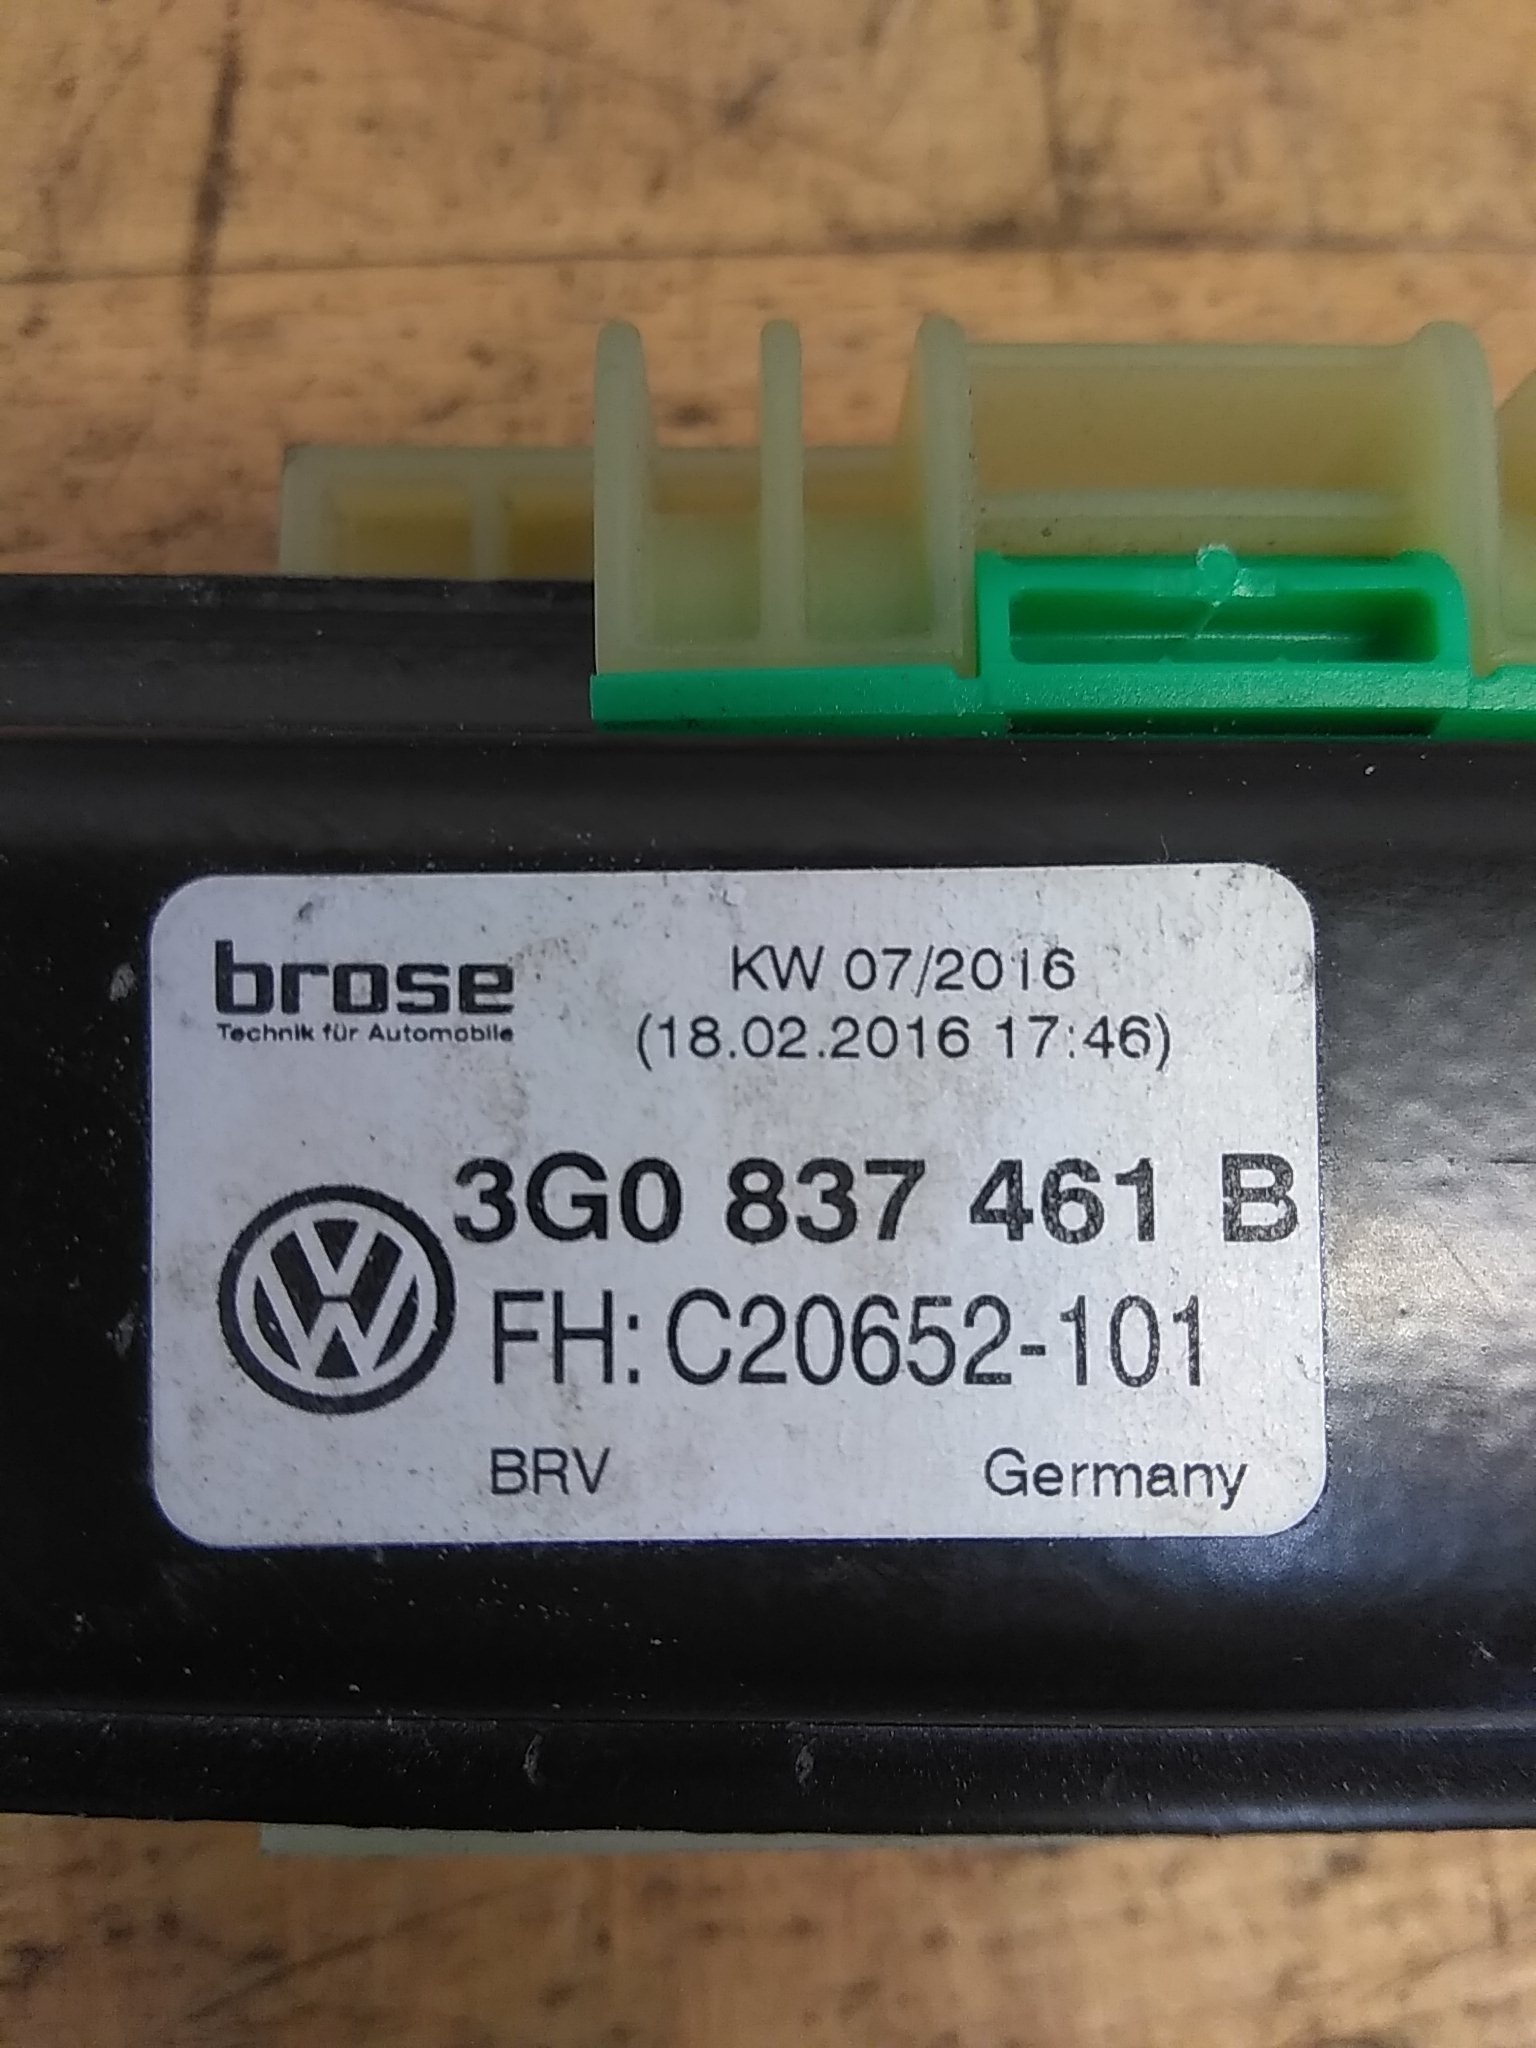 brose
Technik für Automobile
KW 07/2016
(18.02.2016 17:46)
3G0 837 461 B
FH: C20652-101
BRV
Germany